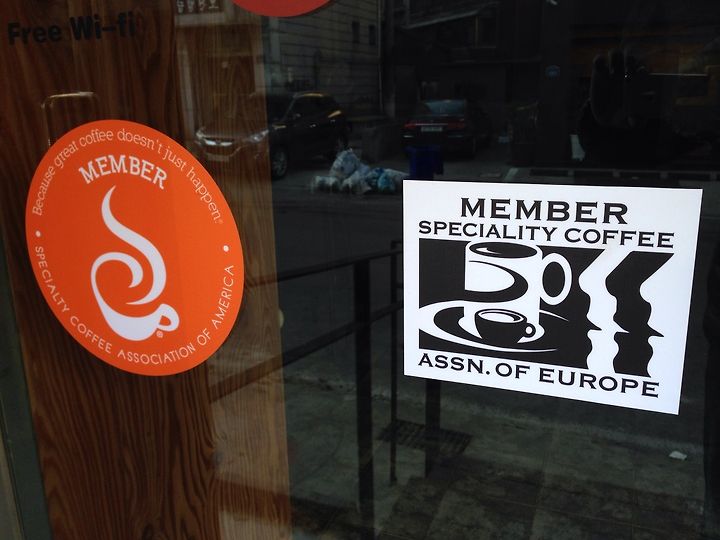 Free Wi-fi
Because great coffee doesn't just happen.®
MEMBER
• SPECIALTY COFFEE ASSOCIATION OF AMERICA •
®
MEMBER
SPECIALITY COFFEE
ASSN. OF EUROPE